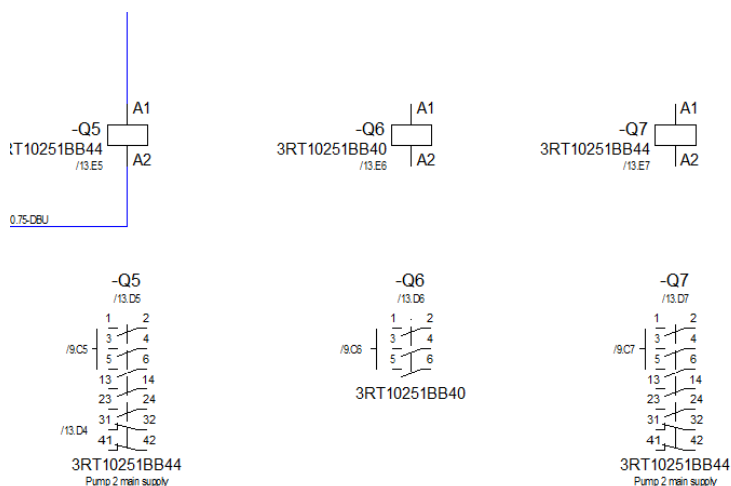 A1 A1 A1
-Q5 -Q6 -Q7
3RT10251BB40
RT10251BB44 3RT10251BB44
/13.E5 A2 /13.E6 A2 /13.E7 A2
0.75-DBU
-Q5 -Q6 -Q7
/13.D5 /13.D6 /13.D7
1 2 1 2 1 2
3 4 3 4 3 4
/9.C5 /9.C6 /9.C7
5 6 5 6 5 6
13 14 13 14
3RT10251BB40
23 24 23 24
31 32 31 32
/13.D4
41 42 41 42
3RT10251BB44 3RT10251BB44
Pump 2 main supply Pump 2 main supply